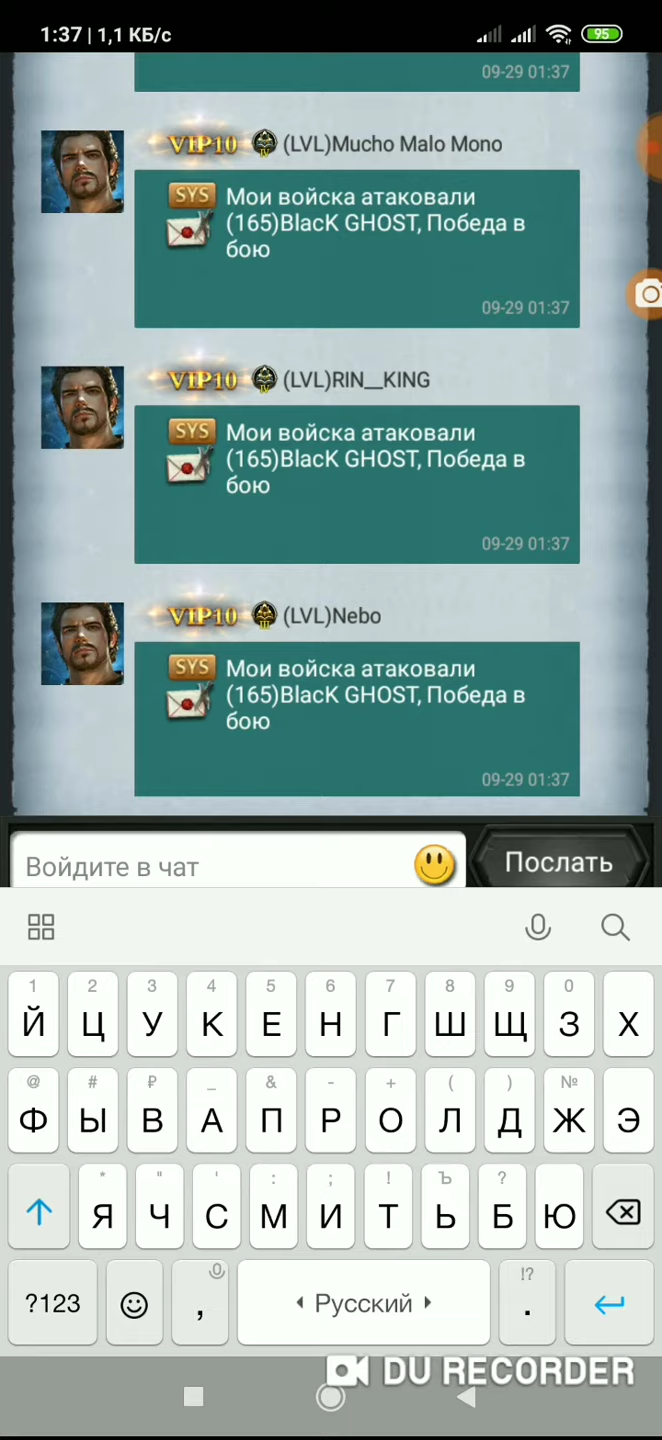 1:37 | 1,1 КБ/с
95
09-29 01:37
VIP10 IV (LVL)Mucho Malo Mono
SYS Мои войска атаковали
(165)BlacK GHOST, Победа в
бою
09-29 01:37
VIP10 IV (LVL)RIN__KING
SYS Мои войска атаковали
(165)BlacK GHOST, Победа в
бою
09-29 01:37
VIP10 III (LVL)Nebo
SYS Мои войска атаковали
(165)BlacK GHOST, Победа в
бою
09-29 01:37
Войдите в чат
Послать
1 2 3 4 5 6 7 8 9 0
Й Ц У К Е Н Г Ш Щ З Х
@ # ₽ _ & - + ( ) №
Ф Ы В А П Р О Л Д Ж Э
* " ' : ; ! Ъ ?
Я Ч С М И Т Ь Б Ю
!?
?123 , Русский .
DU RECORDER